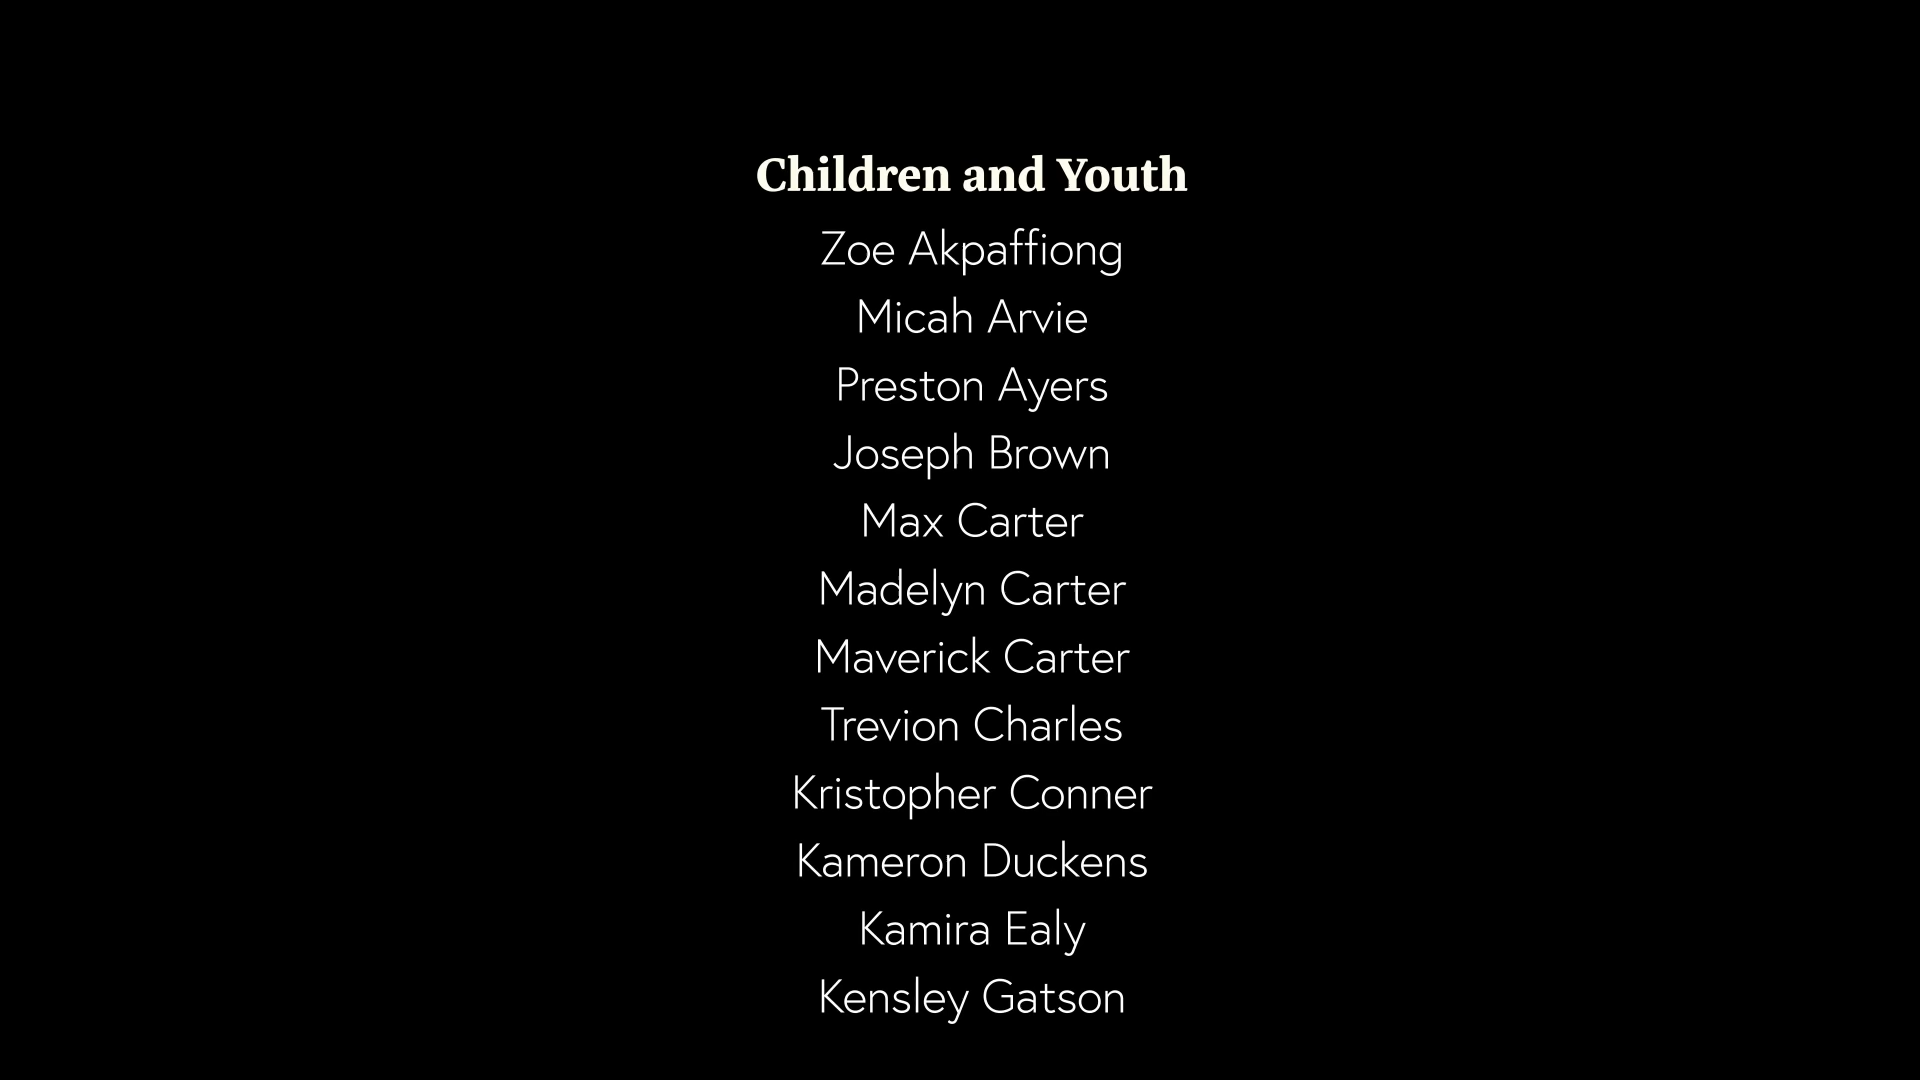 Children and Youth
Zoe Akpaffiong
Micah Arvie
Preston Ayers
Joseph Brown
Max Carter
Madelyn Carter
Maverick Carter
Trevion Charles
Kristopher Conner
Kameron Duckens
Kamira Ealy
Kensley Gatson